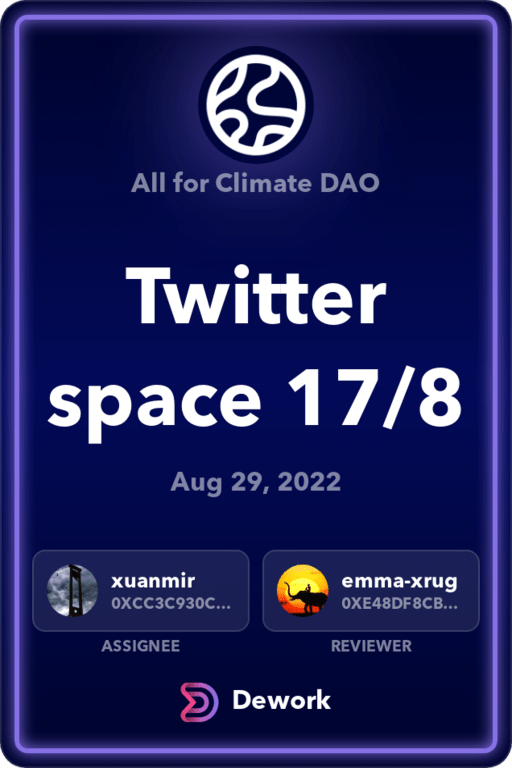 All for Climate DAO
Twitter
space 17/8
Aug 29, 2022
xuanmir
0XCC3C930C...
ASSIGNEE
emma-xrug
0XE48DF8CB...
REVIEWER
Dework